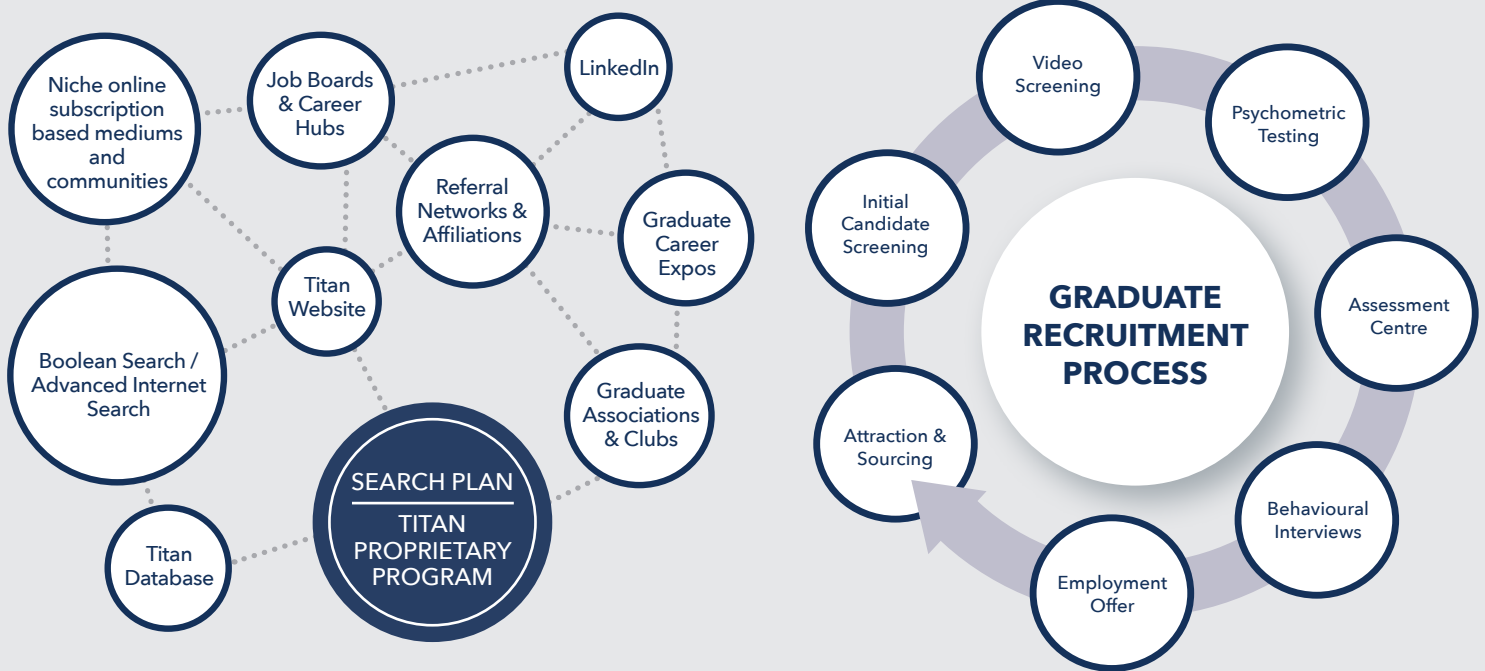 Niche online
subscription
based mediums
and
communities
Job Boards
& Career
Hubs
LinkedIn
Referral
Networks &
Affiliations
Graduate
Career
Expos
Titan
Website
Boolean Search /
Advanced Internet
Search
Graduate
Associations
& Clubs
SEARCH PLAN
TITAN
PROPRIETARY
PROGRAM
Titan
Database
Video
Screening
Psychometric
Testing
Initial
Candidate
Screening
GRADUATE
RECRUITMENT
PROCESS
Assessment
Centre
Attraction &
Sourcing
Behavioural
Interviews
Employment
Offer